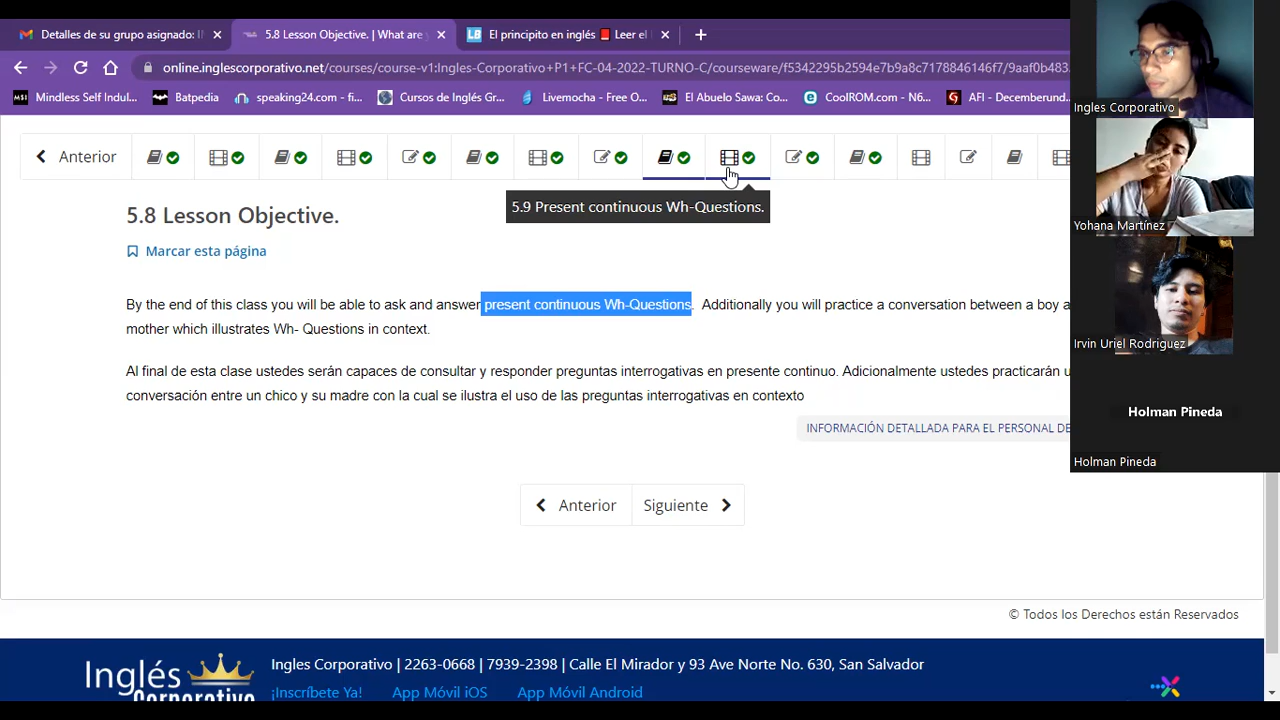 Detalles de su grupo asignado: I
5.8 Lesson Objective. | What are
El principito en inglés 📕 Leer el
online.inglescorporativo.net/courses/course-v1:Ingles-Corporativo+P1+FC-04-2022-TURNO-C/courseware/f5342295b2594e7b9a8c7178846146f7/9aaf0b483
Mindless Self Indul...
Batpedia
speaking24.com - fi...
Cursos de Inglés Gr...
Livemocha - Free O...
El Abuelo Sawa: Co...
CoolROM.com - N6...
AFI - Decemberund
Anterior
5.9 Present continuous Wh-Questions.
5.8 Lesson Objective.
Marcar esta página
By the end of this class you will be able to ask and answer present continuous Wh-Questions. Additionally you will practice a conversation between a boy a
mother which illustrates Wh- Questions in context.
Al final de esta clase ustedes serán capaces de consultar y responder preguntas interrogativas en presente continuo. Adicionalmente ustedes practicarán u
conversación entre un chico y su madre con la cual se ilustra el uso de las preguntas interrogativas en contexto
INFORMACIÓN DETALLADA PARA EL PERSONAL DE
Anterior
Siguiente
© Todos los Derechos están Reservados
Inglés
Corporativo
Ingles Corporativo | 2263-0668 | 7939-2398 | Calle El Mirador y 93 Ave Norte No. 630, San Salvador
¡Inscríbete Ya!
App Móvil iOS
App Móvil Android
Ingles Corporativo
Yohana Martínez
Irvin Uriel Rodriguez
Holman Pineda
Holman Pineda